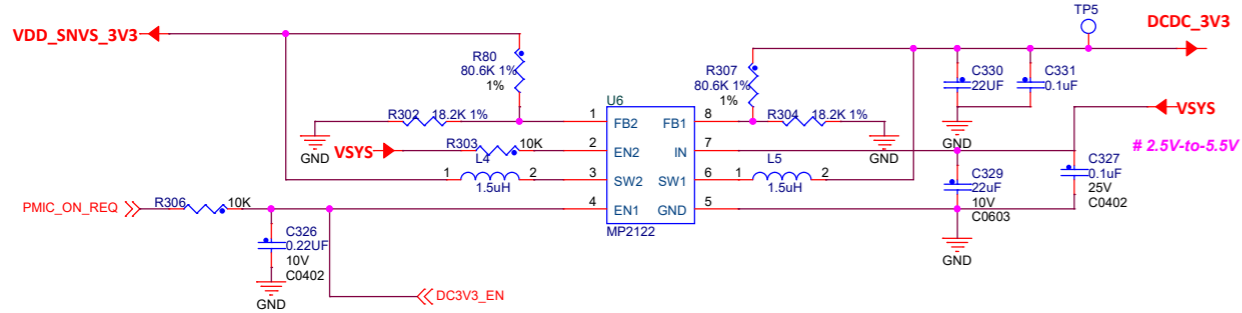 TP5
VDD_SNVS_3V3
DCDC_3V3
R80
80.6K 1%
1%
R307
80.6K 1%
1%
C330
22UF
C331
0.1uF
GND
U6
R302 18.2K 1%
1 FB2
FB1 8
R304 18.2K 1%
GND
GND
VSYS
VSYS
R303 10K
2 EN2
IN 7
# 2.5V-to-5.5V
L4
1 2
1.5uH
3 SW2
SW1 6
L5
1 2
1.5uH
C329
22uF
10V
C0603
C327
0.1uF
25V
C0402
PMIC_ON_REQ
R306 10K
4 EN1
GND 5
MP2122
C326
0.22UF
10V
C0402
GND
GND
DC3V3_EN